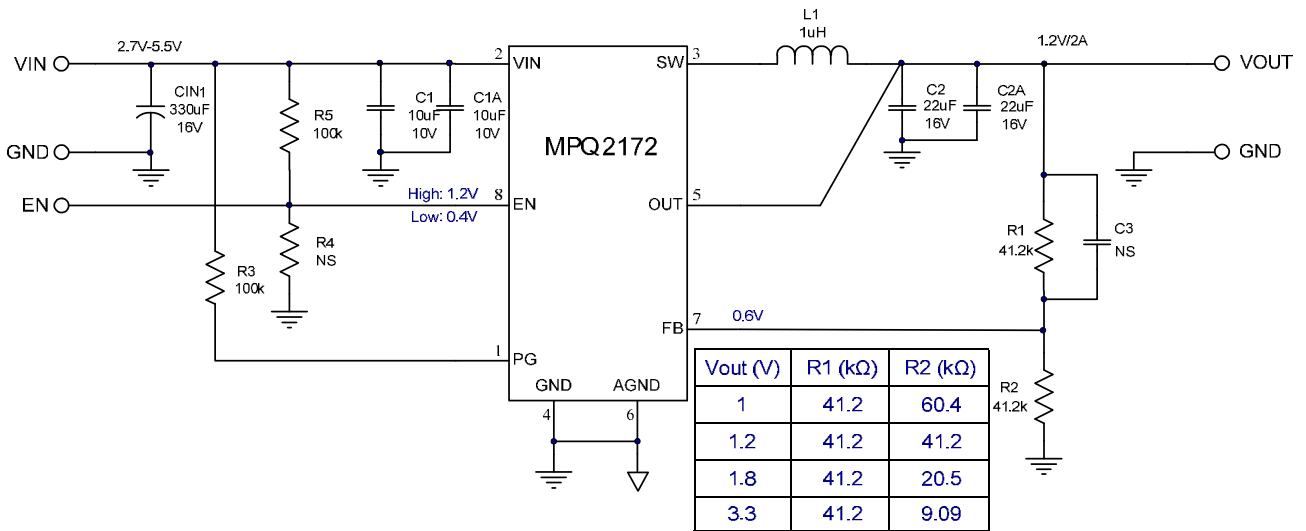 L1
1uH
2.7V-5.5V
1.2V/2A
VIN
2
VIN
SW
3
VOUT
CIN1
330uF
16V
R5
100k
C1
10uF
10V
C1A
10uF
10V
MPQ2172
C2
22uF
16V
C2A
22uF
16V
GND
GND
EN
High: 1.2V
Low: 0.4V
8
EN
OUT
5
R4
NS
R3
100k
R1
41.2k
C3
NS
FB
7
0.6V
1
PG
GND
AGND
4
6
Vout (V) R1 (kΩ) R2 (kΩ)
1 41.2 60.4
1.2 41.2 41.2
1.8 41.2 20.5
3.3 41.2 9.09
R2
41.2k